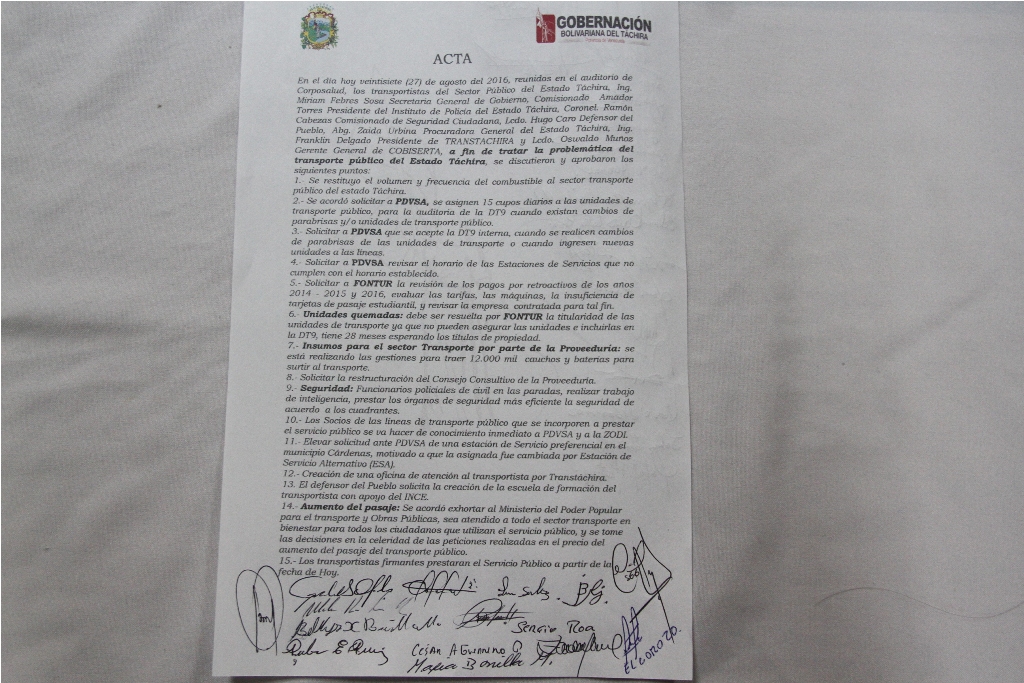 GOBERNACIÓN
BOLIVARIANA DEL TÁCHIRA
ACTA
En el día hoy veintisiete (27) de agosto del 2016, reunidos en el auditorio de
Corposalud, los transportistas del Sector Público del Estado Táchira, Ing.
Miriam Febres Sosa Secretaria General de Gobierno, Comisionado Amador
Torres Presidente del Instituto de Policía del Estado Táchira, Coronel. Ramón
Cabezas Comisionado de Seguridad Ciudadana, Lcdo. Hugo Caro Defensor del
Pueblo, Abg. Zaida Urbina Procuradora General del Estado Táchira, Ing.
Franklin Delgado Presidente de TRANSTACHIRA y Lcdo. Oswaldo Muñoz
Gerente General de COBISERTA, a fin de tratar la problemática del
transporte público del Estado Táchira, se discutieron y aprobaron los
siguientes puntos:
1.- Se restituyo el volumen y frecuencia del combustible al sector transporte
público del estado Táchira.
2.- Se acordó solicitar a PDVSA, se asignen 15 cupos diarios a las unidades de
transporte público, para la auditoria de la DT9 cuando existan cambios de
parabrisas y/o unidades de transporte público.
3.- Solicitar a PDVSA que se acepte la DT9 interna, cuando se realicen cambios
de parabrisas de las unidades de transporte o cuando ingresen nuevas
unidades a las líneas.
4.- Solicitar a PDVSA revisar el horario de las Estaciones de Servicios que no
cumplen con el horario establecido.
5.- Solicitar a FONTUR la revisión de los pagos por retroactivos de los años
2014 - 2015 y 2016, evaluar las tarifas, las máquinas, la insuficiencia de
tarjetas de pasaje estudiantil, y revisar la empresa contratada para tal fin.
6.- Unidades quemadas: debe ser resuelta por FONTUR la titularidad de las
unidades de transporte ya que no pueden asegurar las unidades e incluirlas en
la DT9, tiene 28 meses esperando los títulos de propiedad.
7.- Insumos para el sector Transporte por parte de la Proveeduría: se
está realizando las gestiones para traer 12.000 mil cauchos y baterías para
surtir al transporte.
8.- Solicitar la restructuración del Consejo Consultivo de la Proveeduría.
9.- Seguridad: Funcionarios policiales de civil en las paradas, realizar trabajo
de inteligencia, prestar los órganos de seguridad más eficiente la seguridad de
acuerdo a los cuadrantes.
10.- Los Socios de las líneas de transporte público que se incorporen a prestar
el servicio público se va hacer de conocimiento inmediato a PDVSA y a la ZODI.
11.- Elevar solicitud ante PDVSA de una estación de Servicio preferencial en el
municipio Cárdenas, motivado a que la asignada fue cambiada por Estación de
Servicio Alternativo (ESA).
12.- Creación de una oficina de atención al transportista por Transtáchira.
13. El defensor del Pueblo solicita la creación de la escuela de formación del
transportista con apoyo del INCE.
14.- Aumento del pasaje: Se acordó exhortar al Ministerio del Poder Popular
para el transporte y Obras Públicas, sea atendido a todo el sector transporte en
bienestar para todos los ciudadanos que utilizan el servicio público, y se tome
las decisiones en la celeridad de las peticiones realizadas en el precio del
aumento del pasaje del transporte público.
15.- Los transportistas firmantes prestaran el Servicio Público a partir de la
fecha de Hoy.
Sergio Roa
Cesar A Guerrero
Maria Bonilla
EL COROZO.